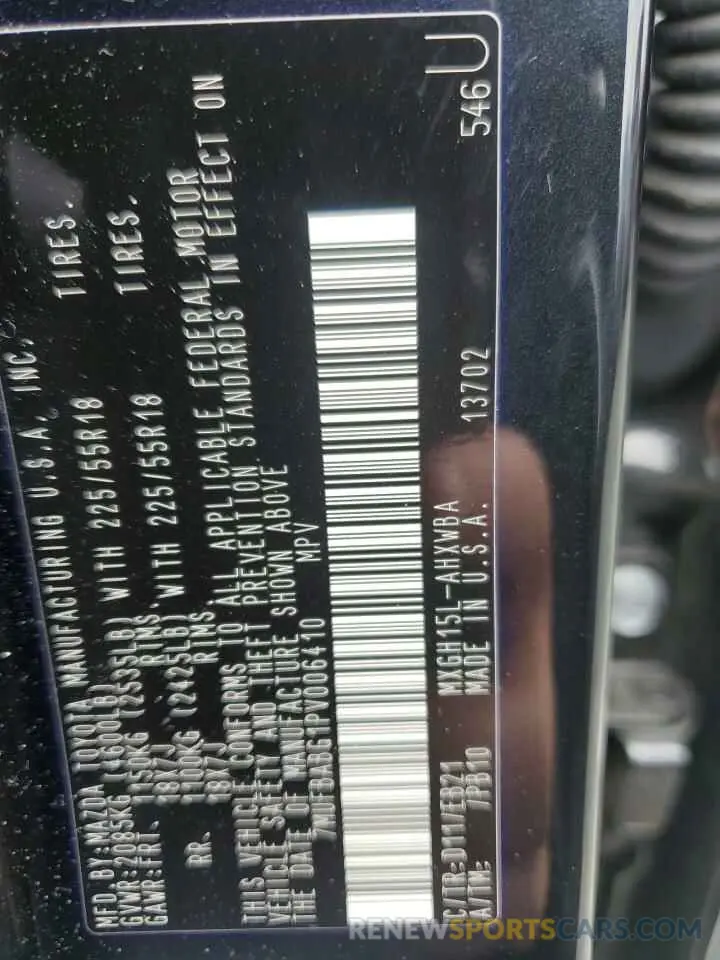 MFD BY:MAZDA TOYOTA MANUFACTURING U.S.A, INC.
GVWR:2085KG (4600LB)
GAWR:FRT. 1150KG (2535LB) WITH 225/55R18 TIRES.
18X7J RIMS.
RR. 1100KG (2425LB) WITH 225/55R18 TIRES.
18X7J RIMS.
THIS VEHICLE CONFORMS TO ALL APPLICABLE FEDERAL MOTOR
VEHICLE SAFETY AND THEFT PREVENTION STANDARDS IN EFFECT ON
THE DATE OF MANUFACTURE SHOWN ABOVE
MPV
MXGH15L-AHXWBA
C/TR:D117EB21 MADE IN U.S.A. 13702 546 U
A/TM: /PB10
RENEWSPORTSCARS.COM